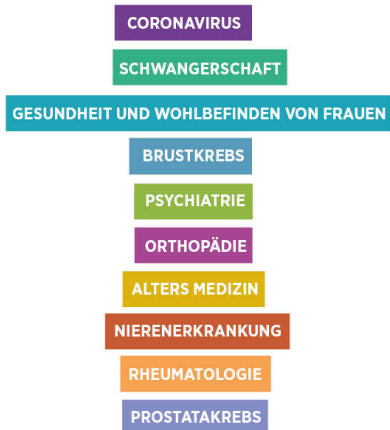 CORONAVIRUS
SCHWANGERSCHAFT
GESUNDHEIT UND WOHLBEFINDEN VON FRAUEN
BRUSTKREBS
PSYCHIATRIE
ORTHOPÄDIE
ALTERS MEDIZIN
NIERENERKRANKUNG
RHEUMATOLOGIE
PROSTATAKREBS